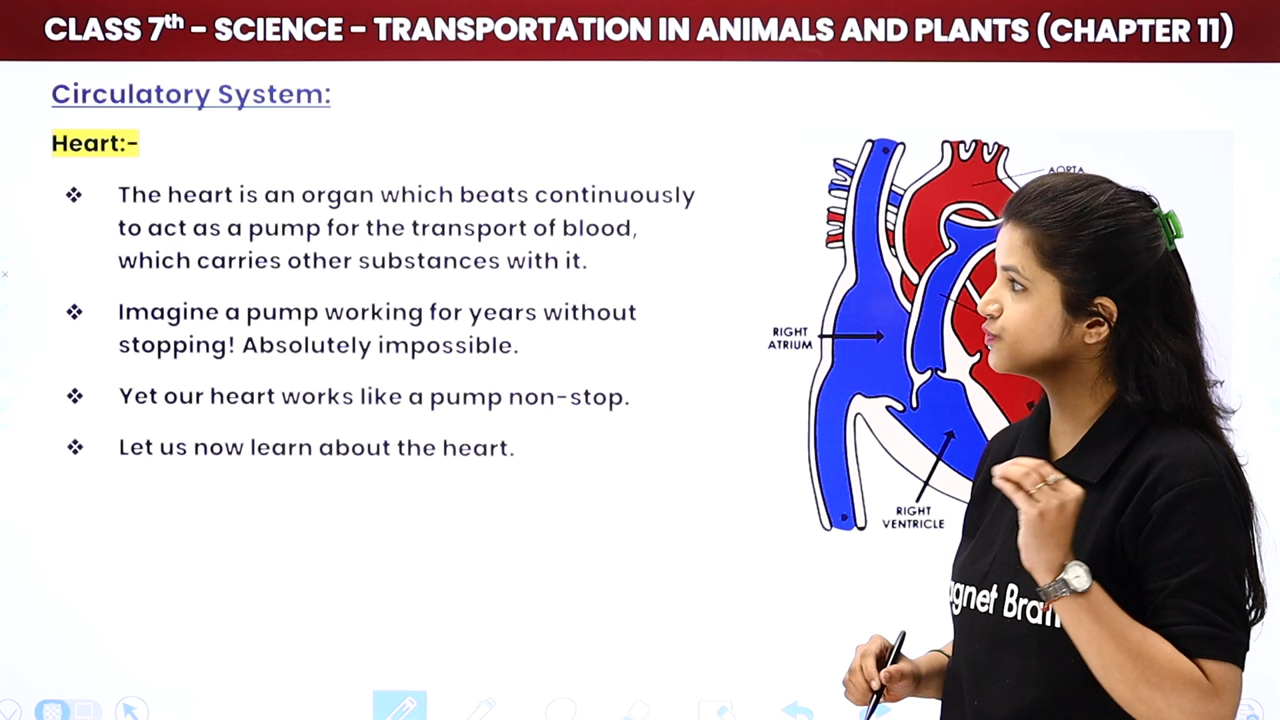 CLASS 7th - SCIENCE - TRANSPORTATION IN ANIMALS AND PLANTS (CHAPTER 11)
Circulatory System:
Heart:-
❖ The heart is an organ which beats continuously
to act as a pump for the transport of blood,
which carries other substances with it.
❖ Imagine a pump working for years without
stopping! Absolutely impossible.
❖ Yet our heart works like a pump non-stop.
❖ Let us now learn about the heart.
AORTA
RIGHT
ATRIUM
RIGHT
VENTRICLE
gnet Brain